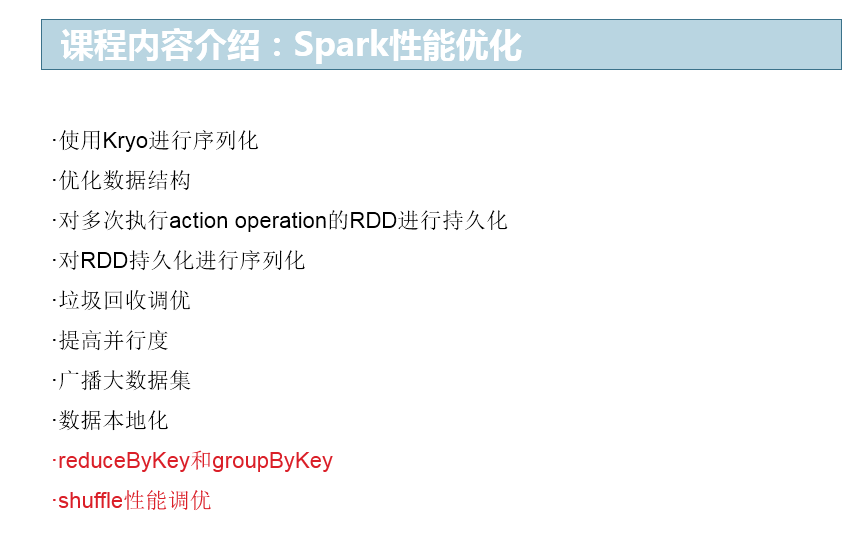 课程内容介绍：Spark性能优化
·使用Kryo进行序列化
·优化数据结构
·对多次执行action operation的RDD进行持久化
·对RDD持久化进行序列化
·垃圾回收调优
·提高并行度
·广播大数据集
·数据本地化
·reduceByKey和groupByKey
·shuffle性能调优